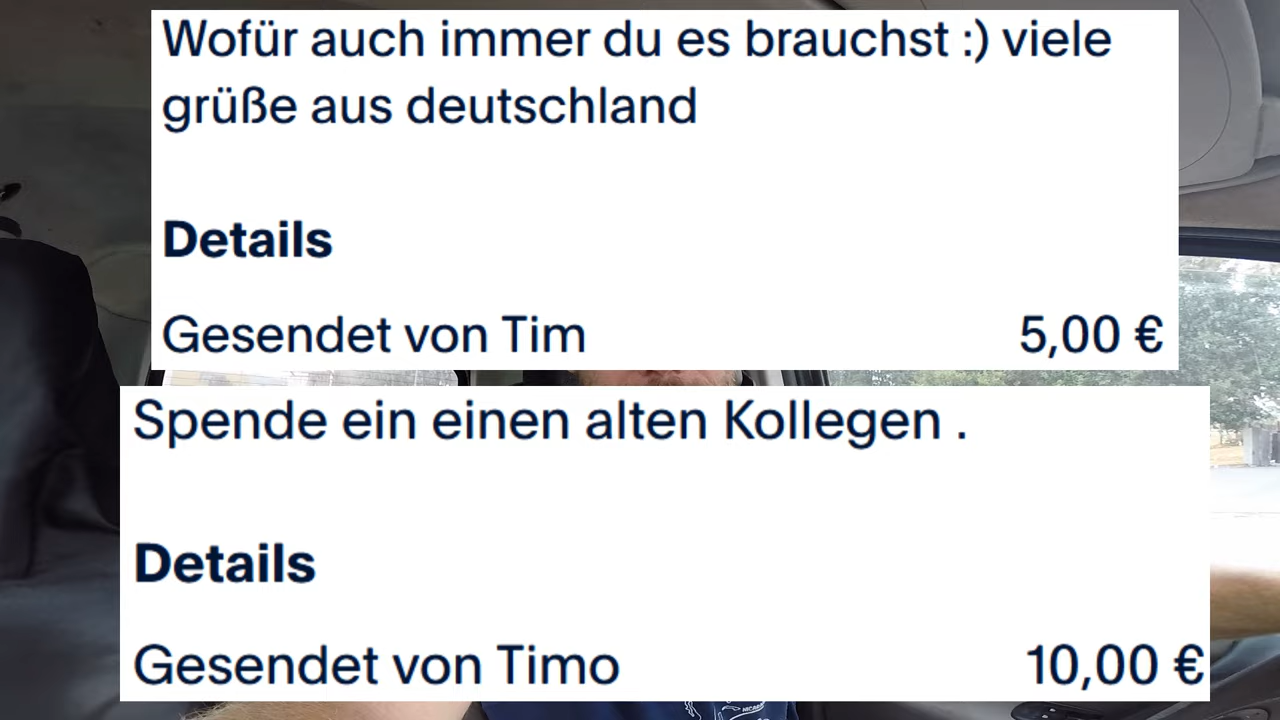 Wofür auch immer du es brauchst :) viele
grüße aus deutschland
Details
Gesendet von Tim 5,00 €
Spende ein einen alten Kollegen .
Details
Gesendet von Timo 10,00 €